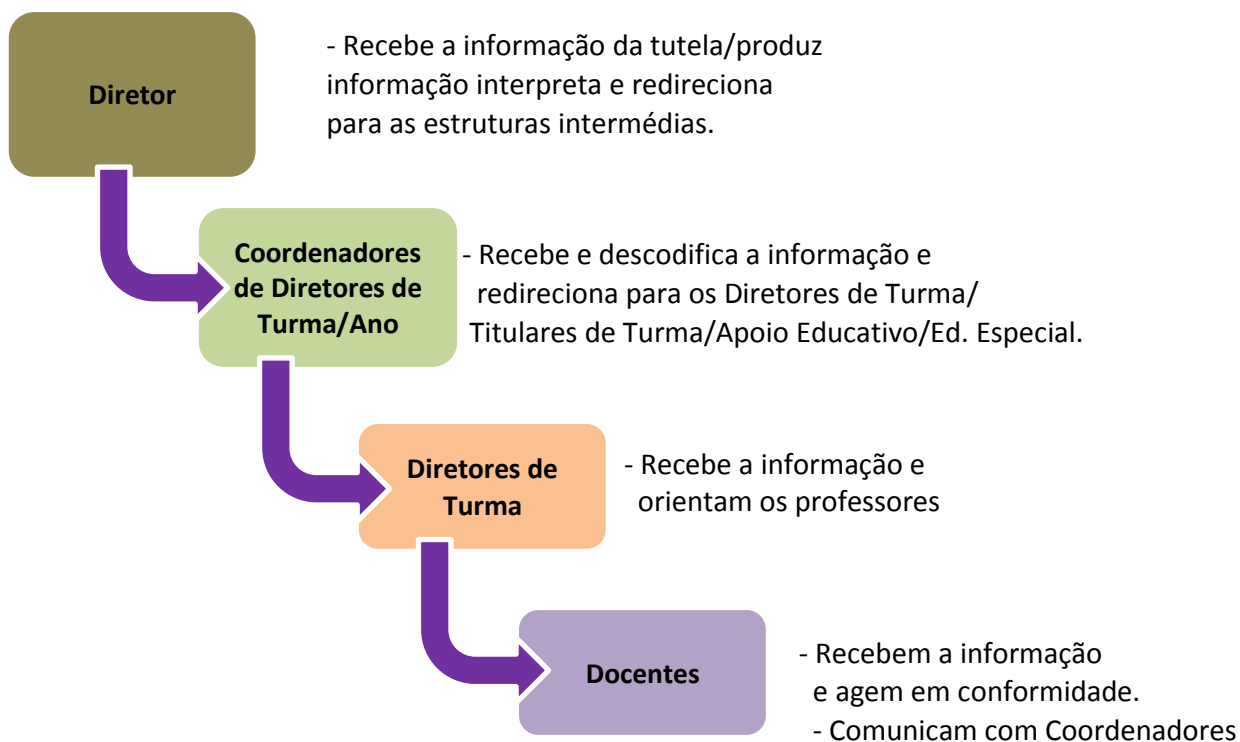 Diretor
- Recebe a informação da tutela/produz
informação interpreta e redireciona
para as estruturas intermédias.
Coordenadores
de Diretores de
Turma/Ano
- Recebe e descodifica a informação e
redireciona para os Diretores de Turma/
Titulares de Turma/Apoio Educativo/Ed. Especial.
Diretores de
Turma
- Recebe a informação e
orientam os professores
Docentes
- Recebem a informação
e agem em conformidade.
- Comunicam com Coordenadores